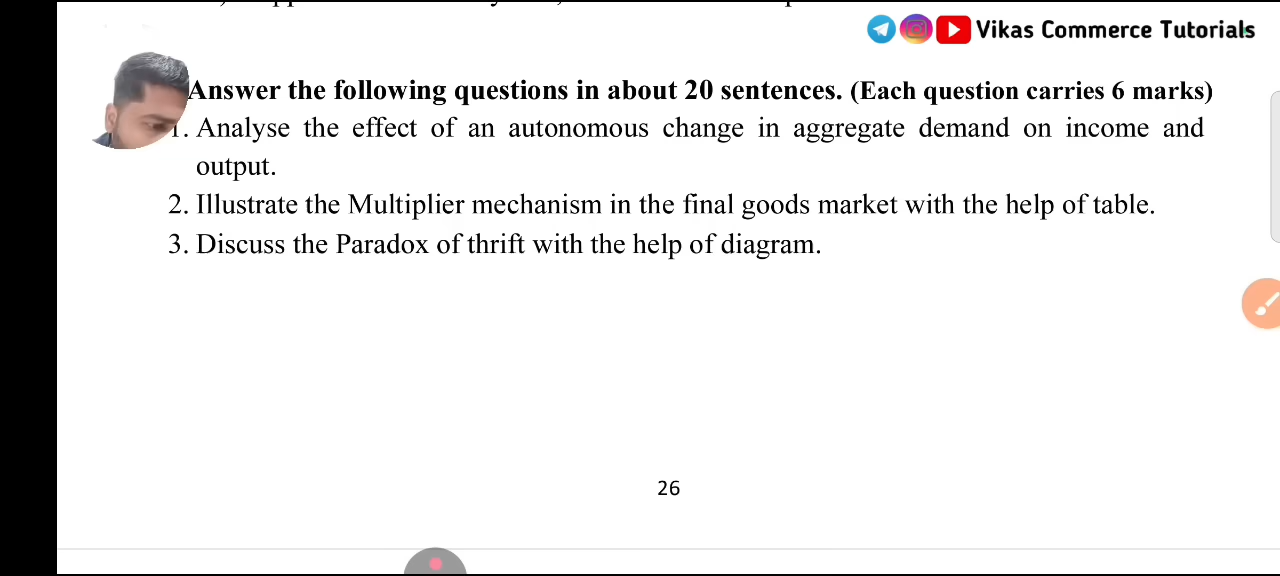 Vikas Commerce Tutorials
Answer the following questions in about 20 sentences. (Each question carries 6 marks)
1. Analyse the effect of an autonomous change in aggregate demand on income and
output.
2. Illustrate the Multiplier mechanism in the final goods market with the help of table.
3. Discuss the Paradox of thrift with the help of diagram.
26